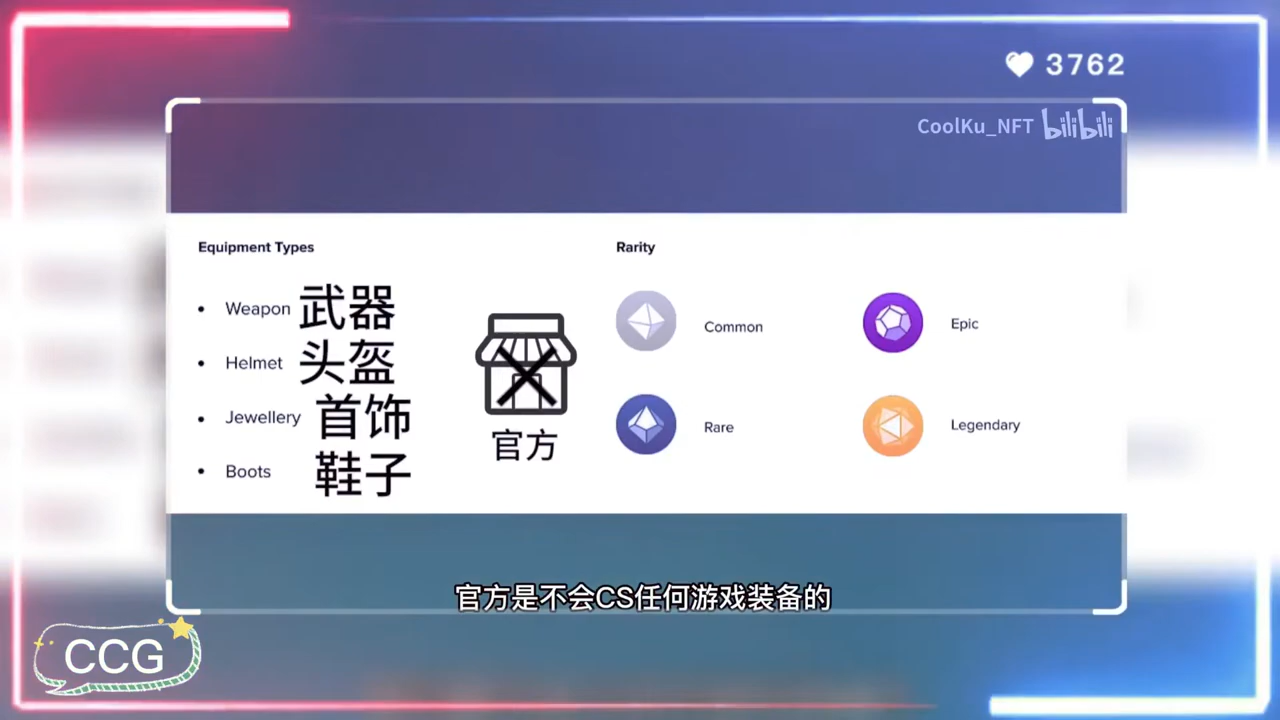 3762
CoolKu_NFT bilibili
Equipment Types
Weapon 武器
Helmet 头盔
Jewellery 首饰
Boots 鞋子
官方
Rarity
Common
Epic
Rare
Legendary
官方是不会CS任何游戏装备的
CCG